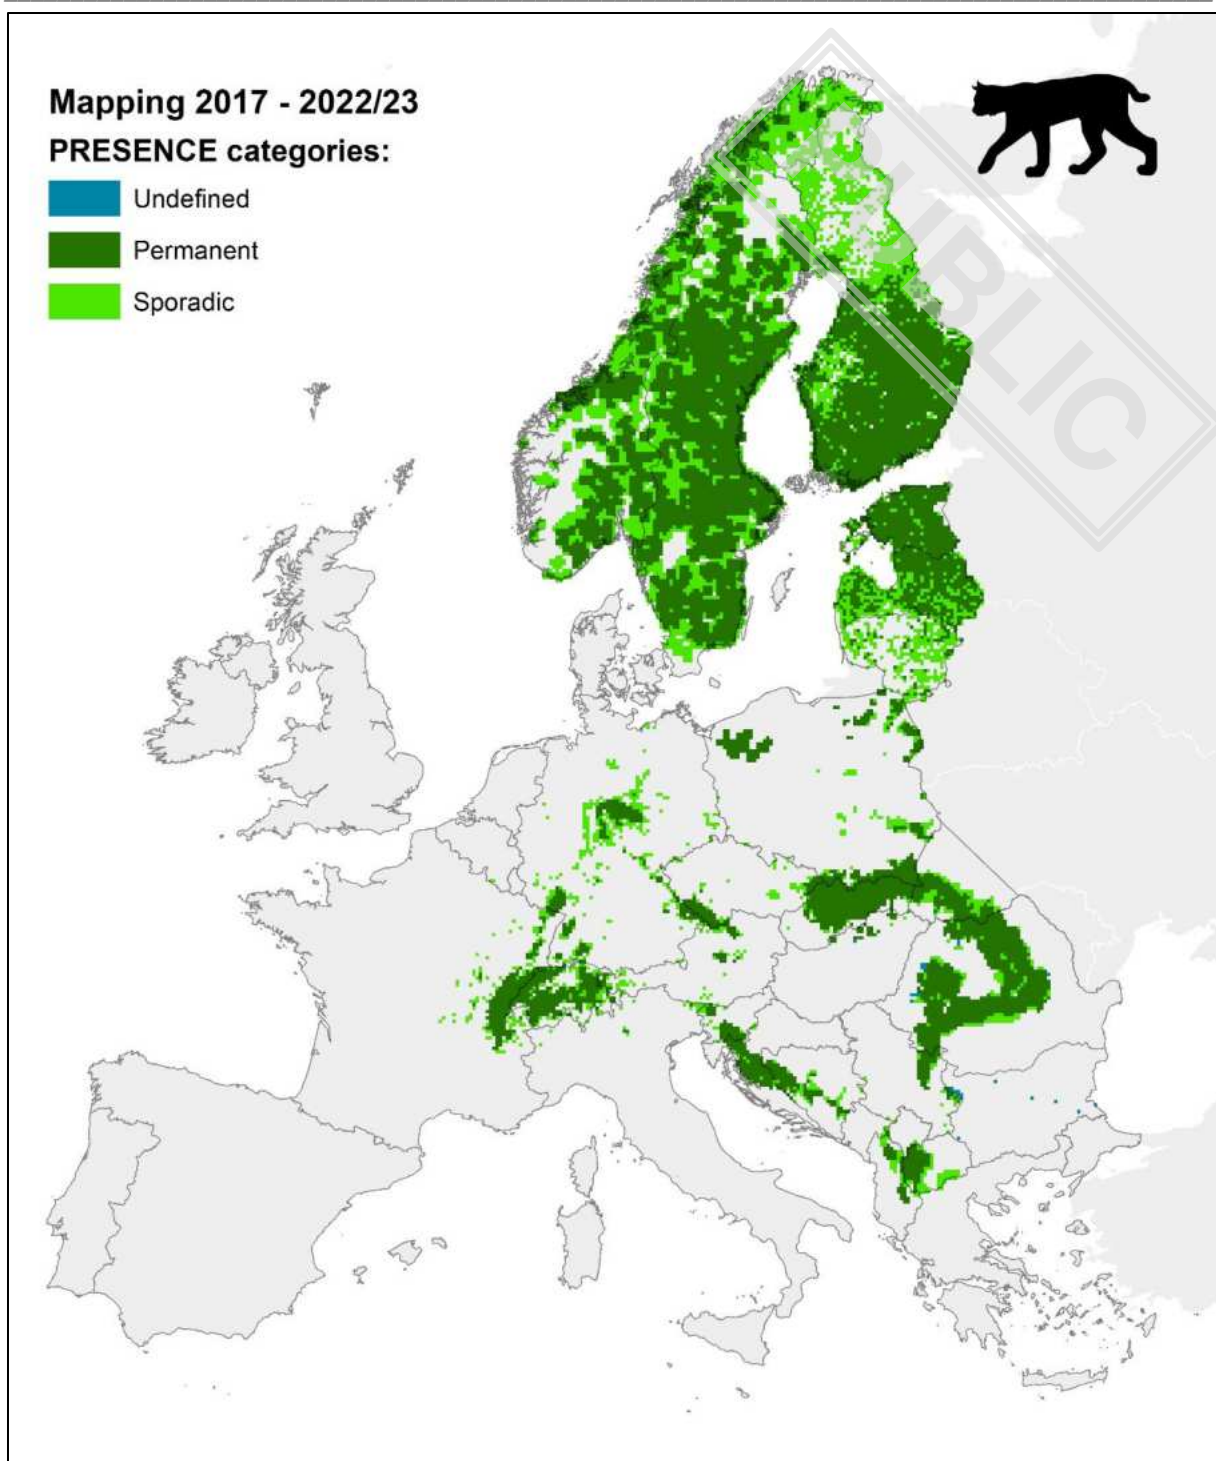 Mapping 2017 - 2022/23
PRESENCE categories:
Undefined
Permanent
Sporadic
PUBLIC